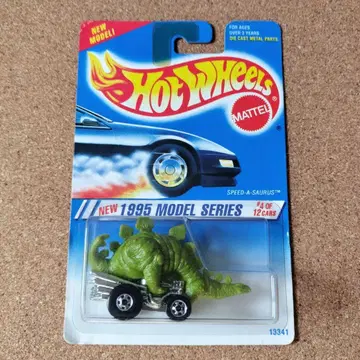 NEW
MODEL!
FOR AGES
OVER 3 YEARS
DIE CAST METAL PARTS.
HOT WHEELS
MATTEL
SPEED-A-SAURUS™
NEW 1995 MODEL SERIES
#4 OF
12 CARS
13341